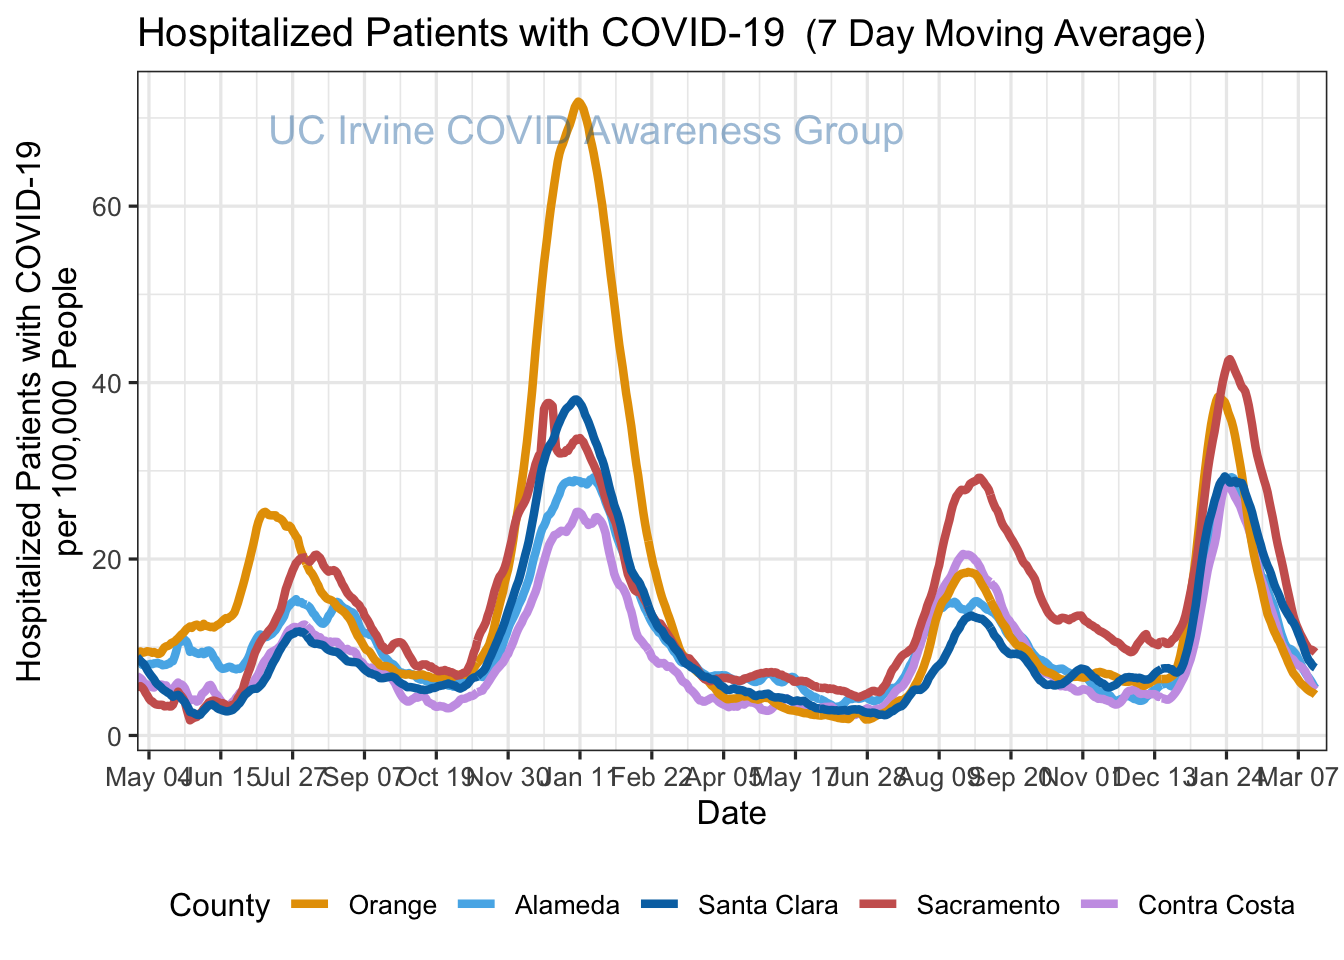 Hospitalized Patients with COVID-19  (7 Day Moving Average)
UC Irvine COVID Awareness Group
Hospitalized Patients with COVID-19
per 100,000 People
60
40
20
0
May 04 Jun 15 Jul 27 Sep 07 Oct 19 Nov 30 Jan 11 Feb 22 Apr 05 May 17 Jun 28 Aug 09 Sep 20 Nov 01 Dec 13 Jan 24 Mar 07
Date
County Orange Alameda Santa Clara Sacramento Contra Costa